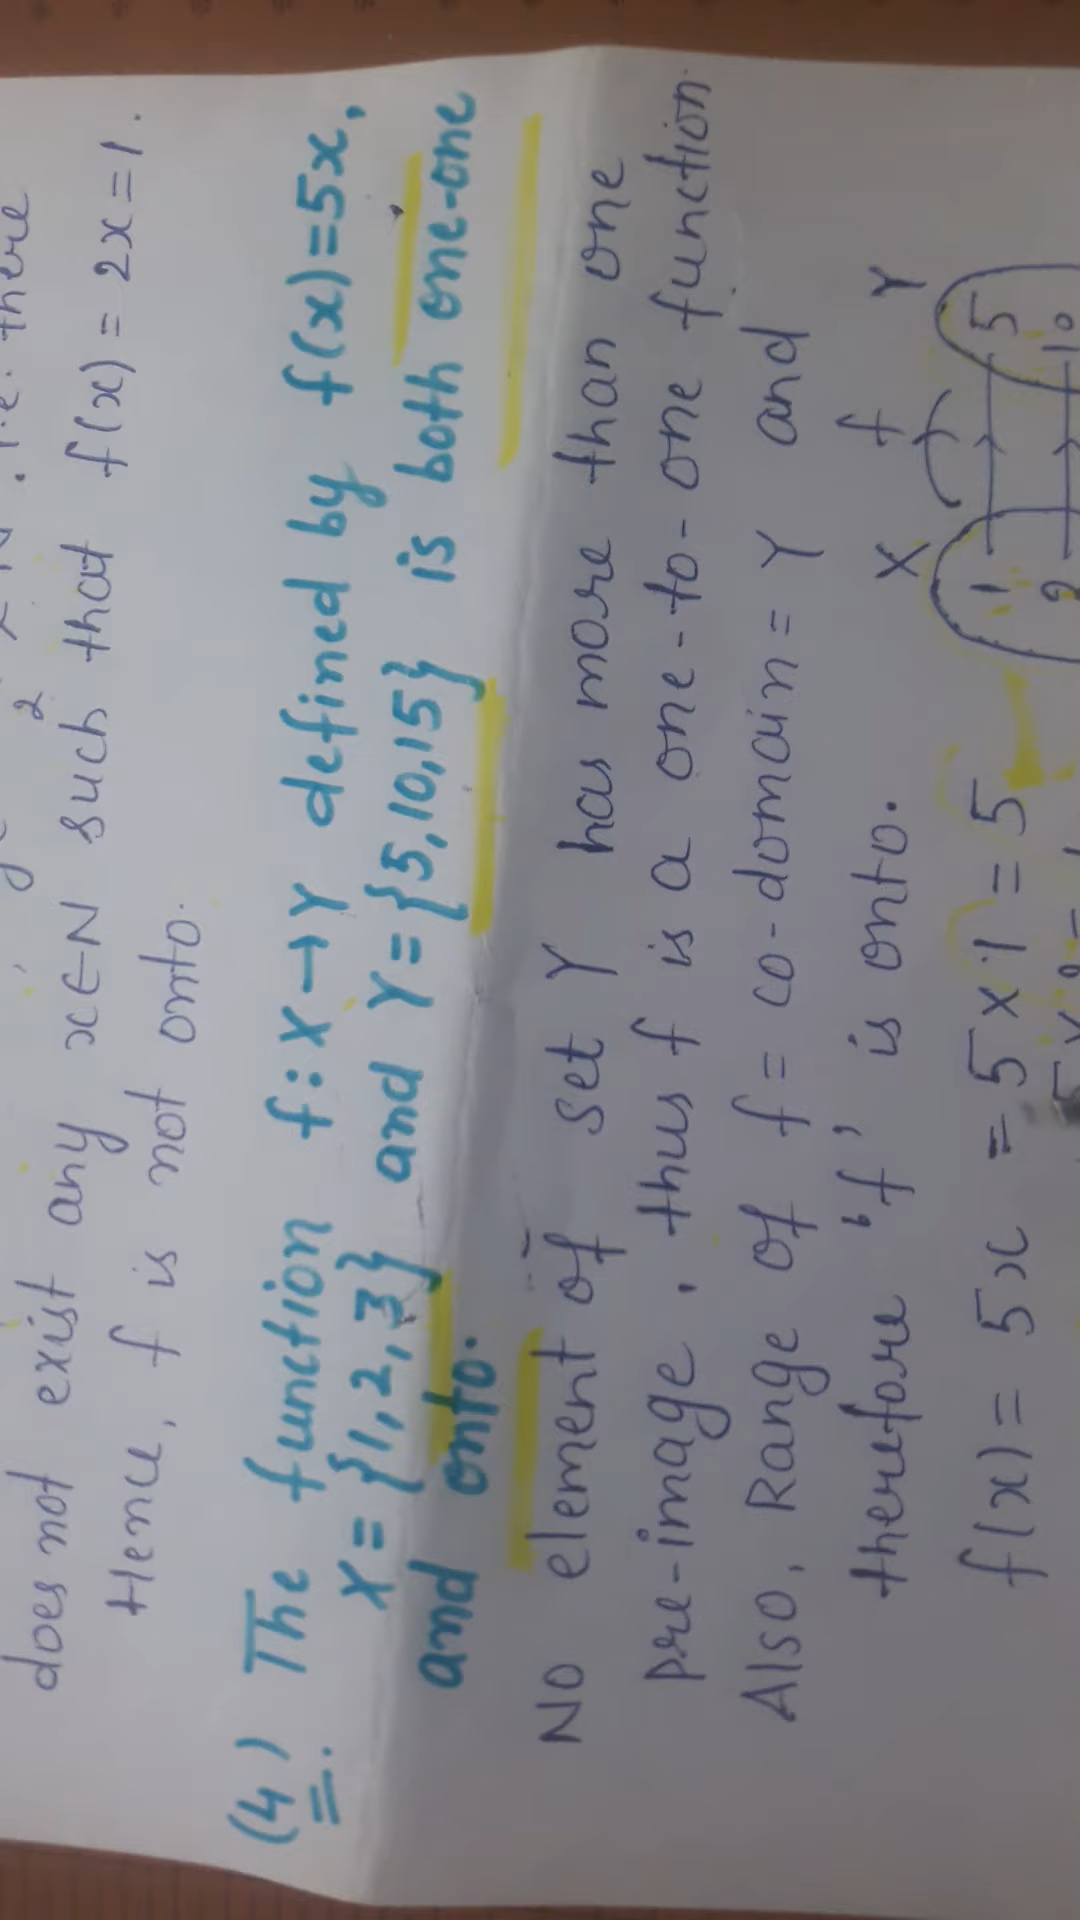 there
does not exist any x∈N such that f(x) = 2x = 1.
Hence, f is not onto.
(4) The function f: X → Y defined by f(x) = 5x,
X = {1, 2, 3} and Y = {5, 10, 15} is both one-one
and onto.
No element of set Y has more than one
pre-image. thus f is a one-to-one function.
Also, Range of f = co-domain = Y and
therefore 'f' is onto.
X f Y
1 5
2 10
f(x) = 5x = 5 x 1 = 5